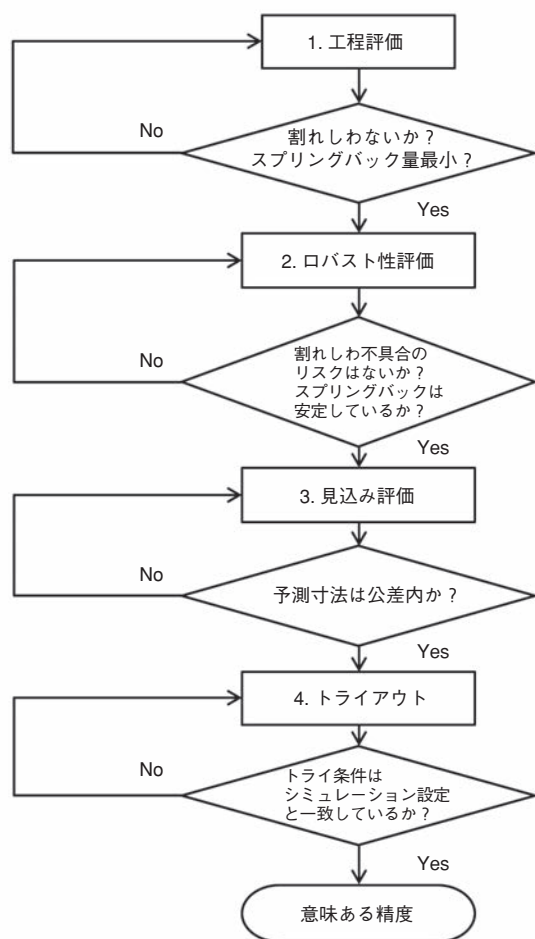 1. 工程評価
割れしわないか？
スプリングバック量最小？
No
Yes
2. ロバスト性評価
割れしわ不具合の
リスクはないか？
スプリングバックは
安定しているか？
No
Yes
3. 見込み評価
予測寸法は公差内か？
No
Yes
4. トライアウト
トライ条件は
シミュレーション設定
と一致しているか？
No
Yes
意味ある精度